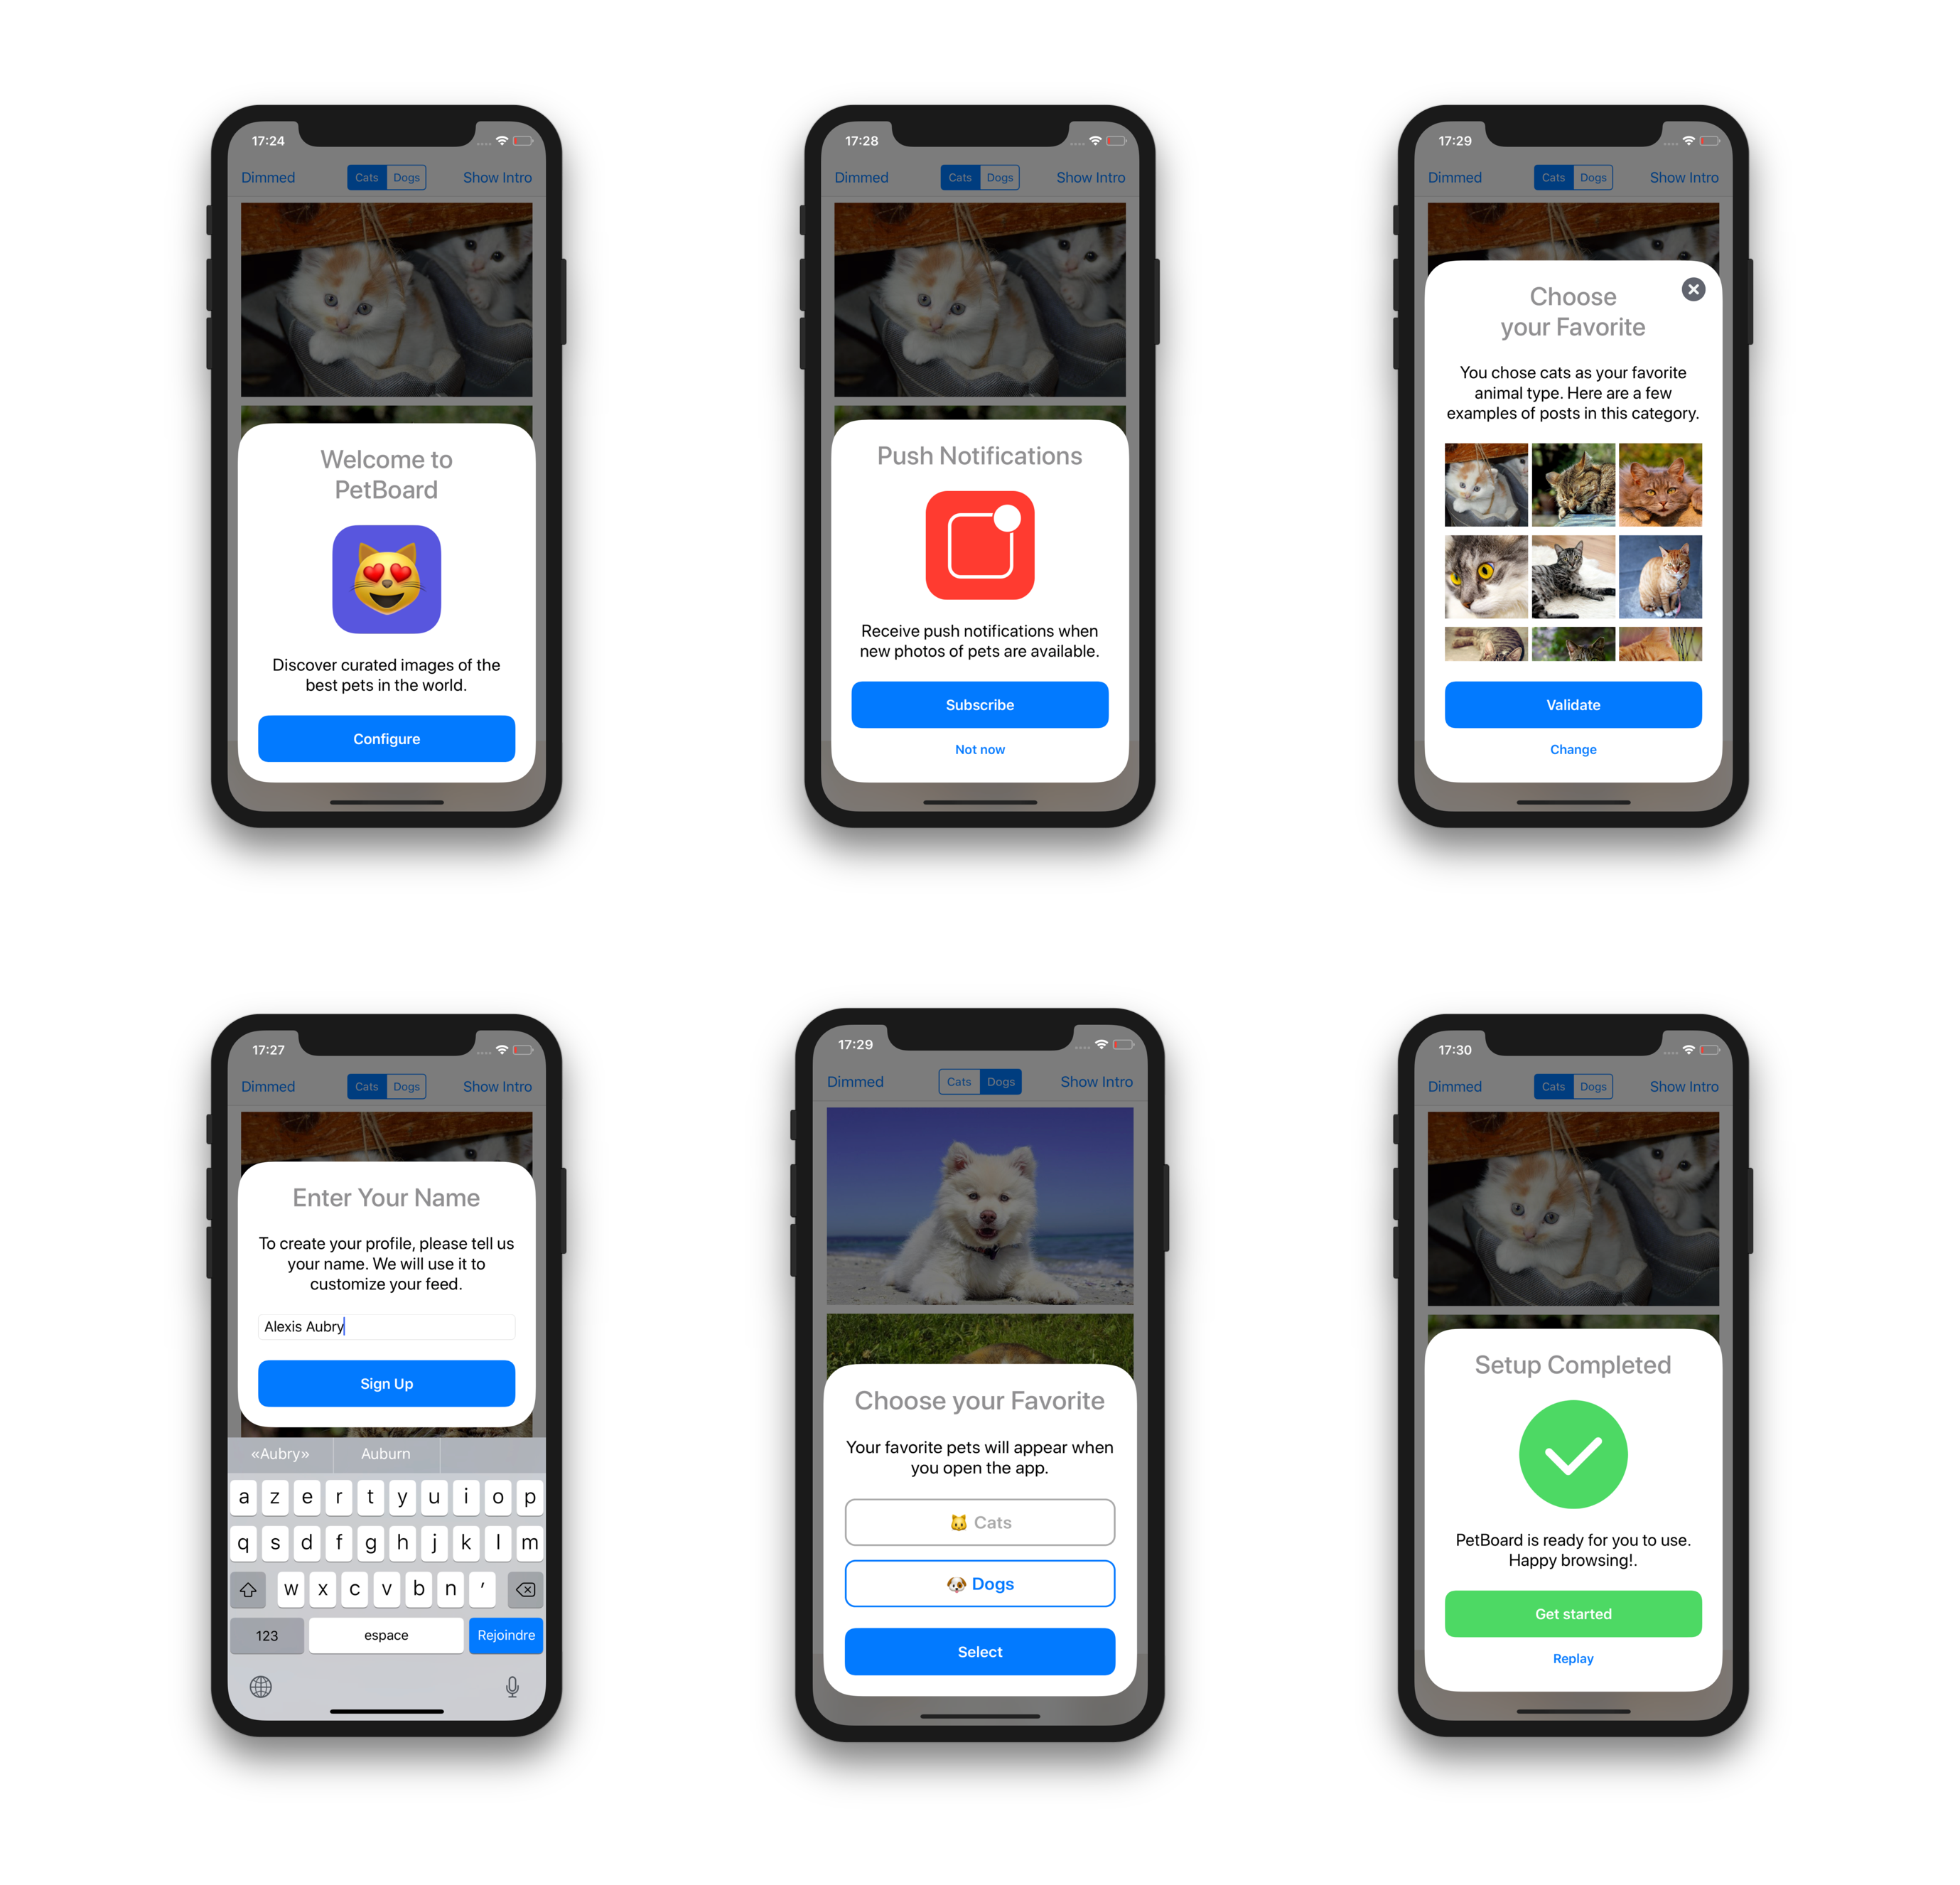 17:24
Dimmed
Cats
Dogs
Show Intro
Welcome to
PetBoard
Discover curated images of the
best pets in the world.
Configure
17:28
Dimmed
Cats
Dogs
Show Intro
Push Notifications
Receive push notifications when
new photos of pets are available.
Subscribe
Not now
17:29
Dimmed
Cats
Dogs
Show Intro
Choose
your Favorite
You chose cats as your favorite
animal type. Here are a few
examples of posts in this category.
Validate
Change
17:27
Dimmed
Cats
Dogs
Show Intro
Enter Your Name
To create your profile, please tell us
your name. We will use it to
customize your feed.
Alexis Aubry
Sign Up
«Aubry» Auburn
a z e r t y u i o p
q s d f g h j k l m
w x c v b n ’
123 espace Rejoindre
17:29
Dimmed
Cats
Dogs
Show Intro
Choose your Favorite
Your favorite pets will appear when
you open the app.
🐱 Cats
🐶 Dogs
Select
17:30
Dimmed
Cats
Dogs
Show Intro
Setup Completed
PetBoard is ready for you to use.
Happy browsing!.
Get started
Replay